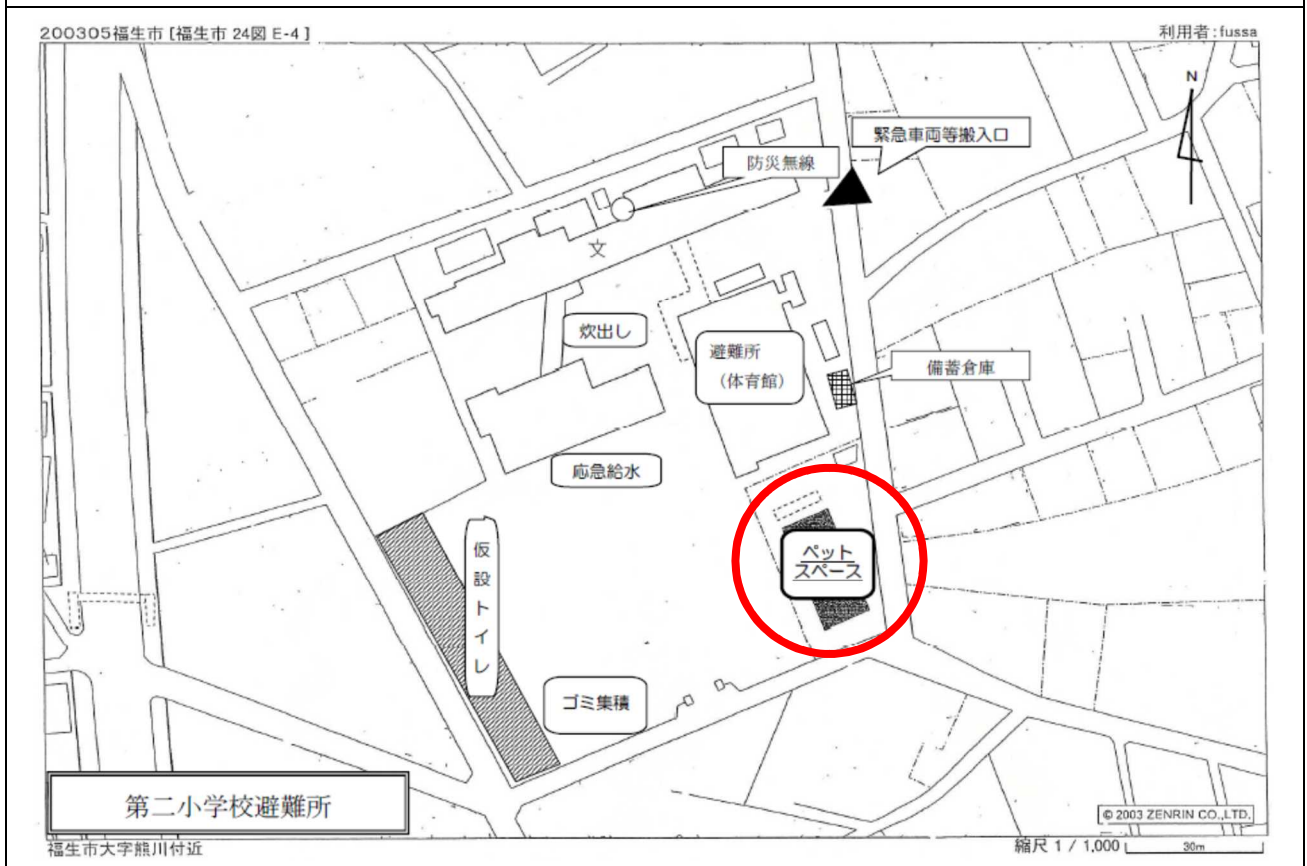 200305福生市 [福生市 24図 E-4 ]
利用者:fussa
N
緊急車両等搬入口
防災無線
文
炊出し
避難所
(体育館)
備蓄倉庫
応急給水
仮設トイレ
ペット
スペース
ゴミ集積
第二小学校避難所
© 2003 ZENRIN CO.,LTD.
福生市大字熊川付近
縮尺 1 / 1,000
30m